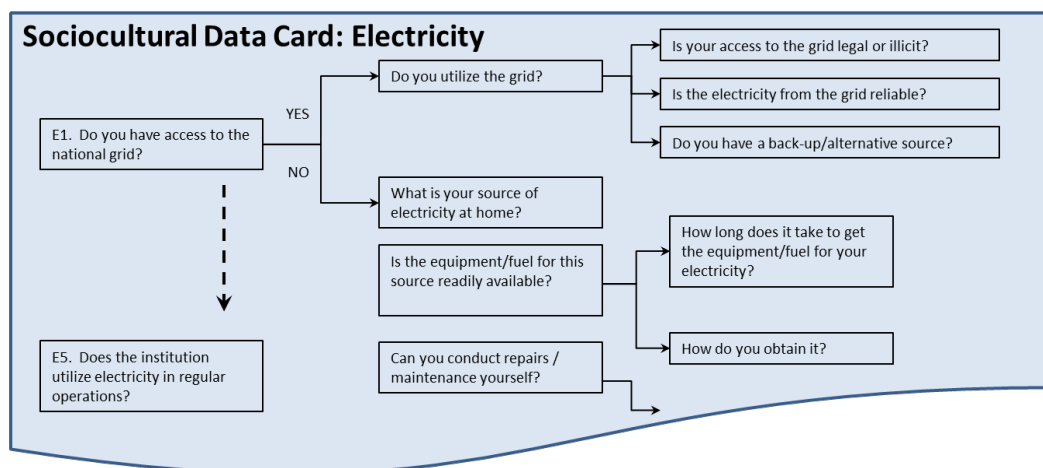 Sociocultural Data Card: Electricity
E1.  Do you have access to the
national grid?
YES
NO
Do you utilize the grid?
Is your access to the grid legal or illicit?
Is the electricity from the grid reliable?
Do you have a back-up/alternative source?
What is your source of
electricity at home?
Is the equipment/fuel for this
source readily available?
How long does it take to get
the equipment/fuel for your
electricity?
How do you obtain it?
Can you conduct repairs /
maintenance yourself?
E5.  Does the institution
utilize electricity in regular
operations?